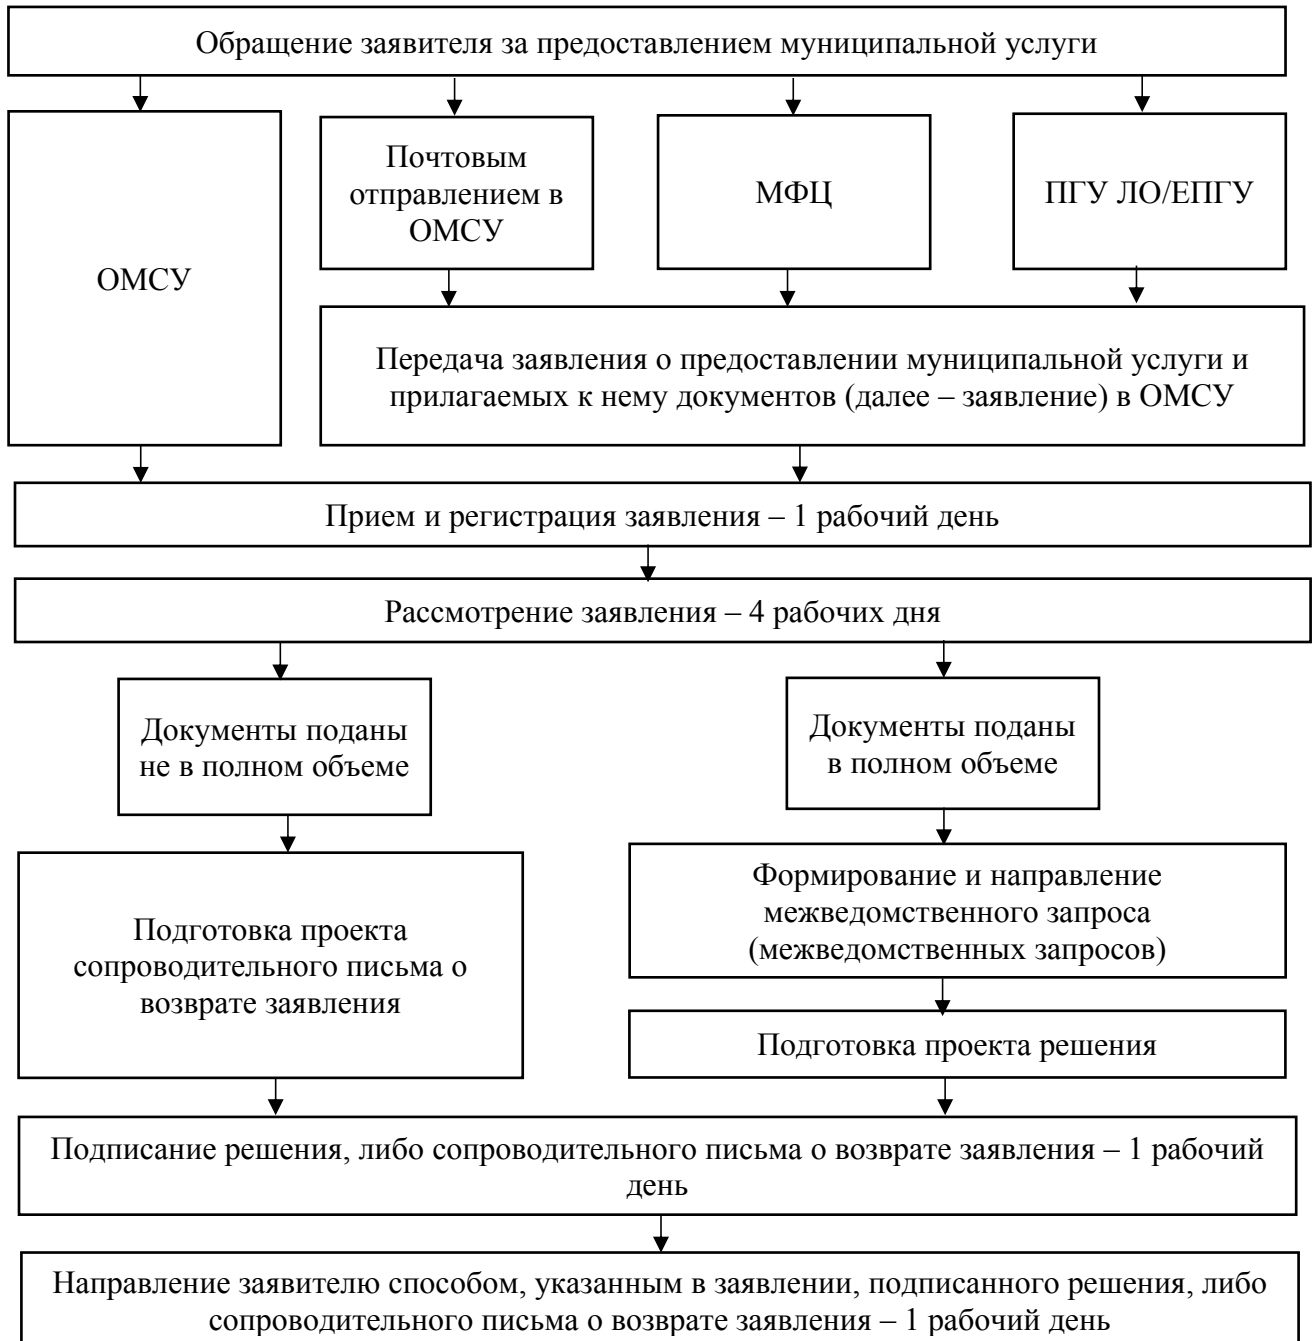 Обращение заявителя за предоставлением муниципальной услуги
ОМСУ
Почтовым
отправлением в
ОМСУ
МФЦ
ПГУ ЛО/ЕПГУ
Передача заявления о предоставлении муниципальной услуги и
прилагаемых к нему документов (далее – заявление) в ОМСУ
Прием и регистрация заявления – 1 рабочий день
Рассмотрение заявления – 4 рабочих дня
Документы поданы
не в полном объеме
Документы поданы
в полном объеме
Подготовка проекта
сопроводительного письма о
возврате заявления
Формирование и направление
межведомственного запроса
(межведомственных запросов)
Подготовка проекта решения
Подписание решения, либо сопроводительного письма о возврате заявления – 1 рабочий
день
Направление заявителю способом, указанным в заявлении, подписанного решения, либо
сопроводительного письма о возврате заявления – 1 рабочий день